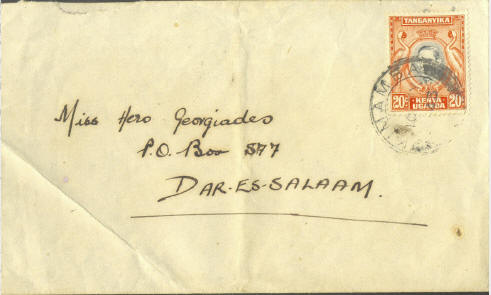 TANGANYIKA
20c KENYA UGANDA 20c
Miss Hero Georgiades
P.O. Box 577
DAR-ES-SALAAM.